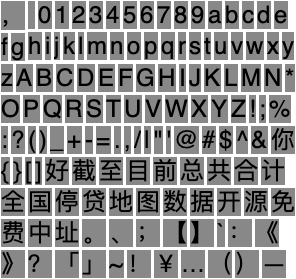 ， 0123456789abcde
fghijklmnopqrstuvwxy
zABCDEFGHIJKLMN*
OPQRSTUVWXYZ!;%
:?()_+-=.,/l"'@#$^&你
{}[]好截至目前总共合计
全国停贷地图数据开源免
费中址。、；【】`：《
》？「」~！￥…（）—